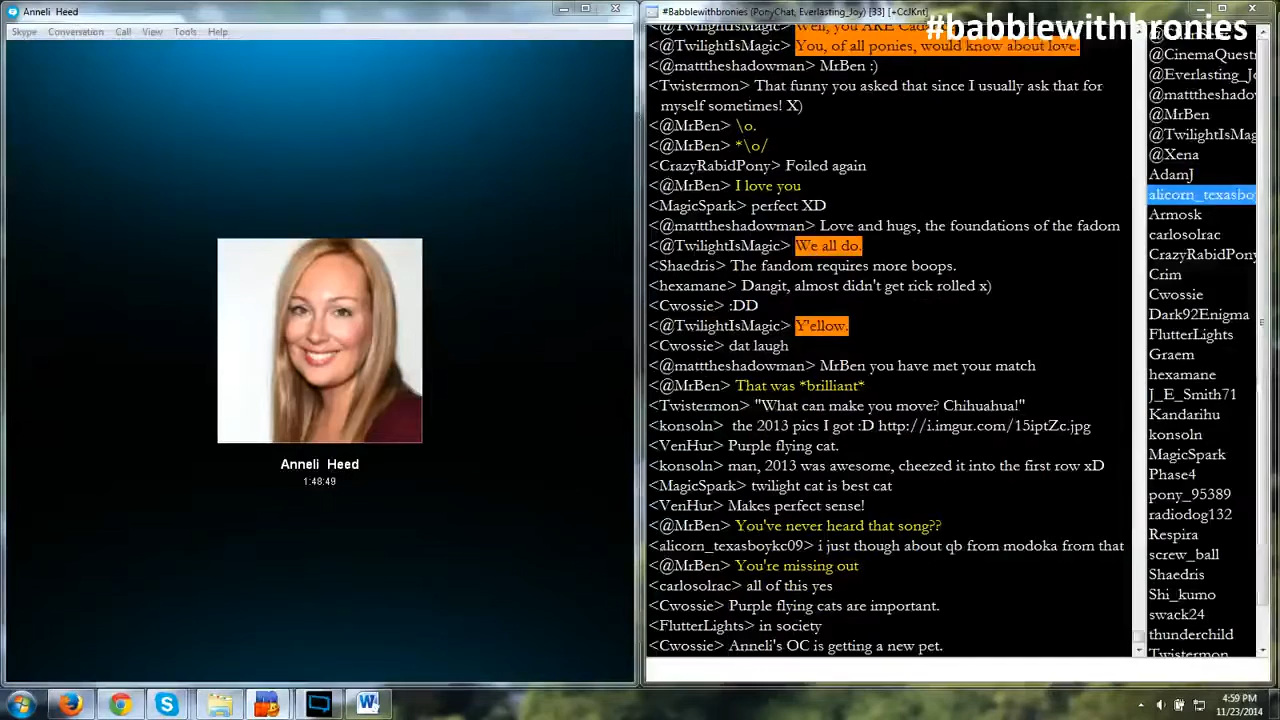 Anneli Heed
Skype Conversation Call View Tools Help
Anneli Heed
1:48:49
#Babblewithbronies (PonyChat, Everlasting_Joy) [33] [+CcJKnt]
#babblewithbronies
<@TwilightIsMagic> Well, you ARE
<@TwilightIsMagic> You, of all ponies, would know about love.
<@matttheshadowman> MrBen :)
<Twistermon> That funny you asked that since I usually ask that for
myself sometimes! X)
<@MrBen> \o.
<@MrBen> *\o/
<CrazyRabidPony> Foiled again
<@MrBen> I love you
<MagicSpark> perfect XD
<@matttheshadowman> Love and hugs, the foundations of the fadom
<@TwilightIsMagic> We all do.
<Shaedris> The fandom requires more boops.
<hexamane> Dangit, almost didn't get rick rolled x)
<Cwossie> :DD
<@TwilightIsMagic> Y'ellow.
<Cwossie> dat laugh
<@matttheshadowman> MrBen you have met your match
<@MrBen> That was *brilliant*
<Twistermon> "What can make you move? Chihuahua!"
<konsoln> the 2013 pics I got :D http://i.imgur.com/15iptZc.jpg
<VenHur> Purple flying cat.
<konsoln> man, 2013 was awesome, cheezed it into the first row xD
<MagicSpark> twilight cat is best cat
<VenHur> Makes perfect sense!
<@MrBen> You've never heard that song??
<alicorn_texasboykc09> i just though about qb from modoka from that
<@MrBen> You're missing out
<carlosolrac> all of this yes
<Cwossie> Purple flying cats are important.
<FlutterLights> in society
<Cwossie> Anneli's OC is getting a new pet.
@CinemaQuest
@Everlasting_Jo
@matttheshadow
@MrBen
@TwilightIsMag
@Xena
AdamJ
alicorn_texasbo
Armosk
carlosolrac
CrazyRabidPony
Crim
Cwossie
Dark92Enigma
FlutterLights
Graem
hexamane
J_E_Smith71
Kandarihu
konsoln
MagicSpark
Phase4
pony_95389
radiodog132
Respira
screw_ball
Shaedris
Shi_kumo
swack24
thunderchild
Twistermon
4:59 PM
11/23/2014